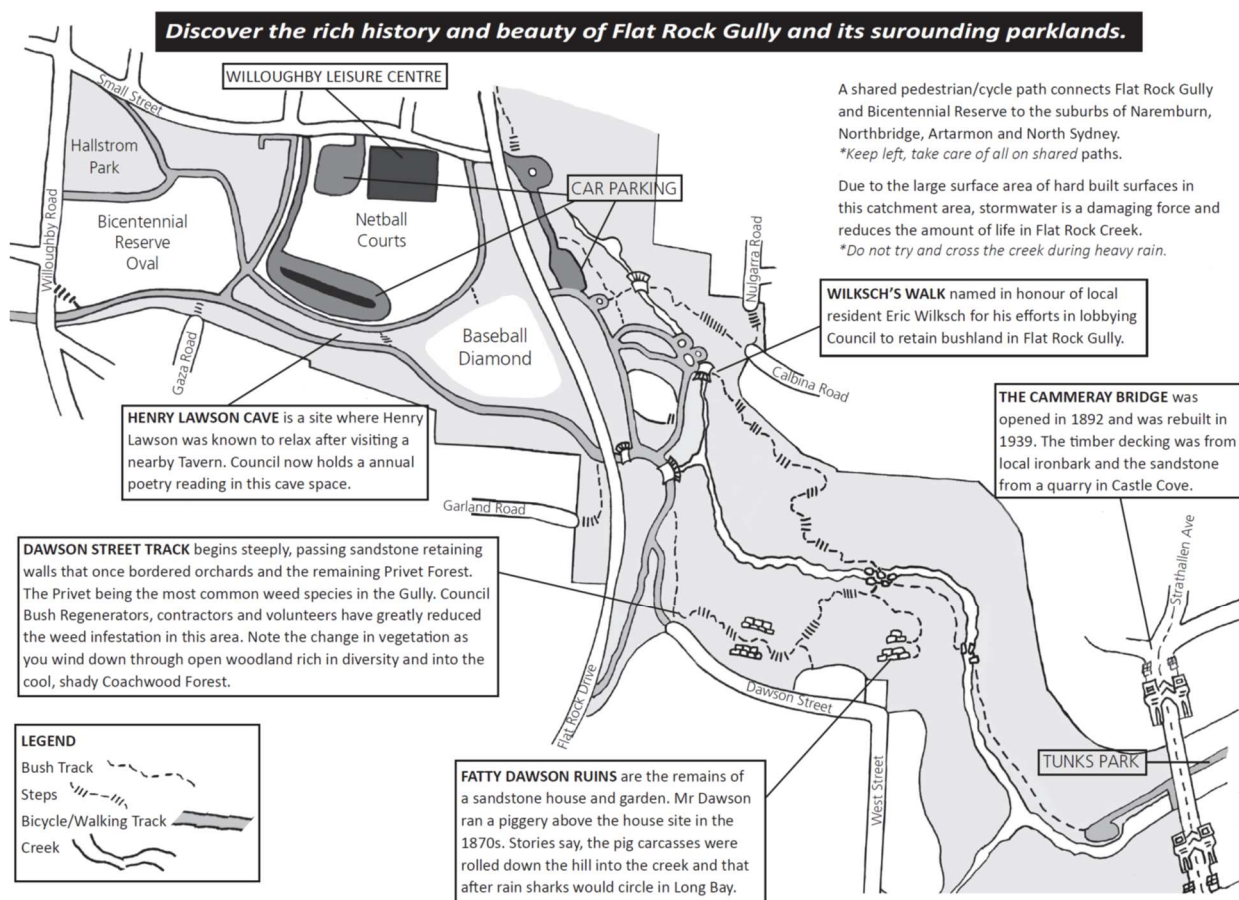 Discover the rich history and beauty of Flat Rock Gully and its surounding parklands.
WILLOUGHBY LEISURE CENTRE
Small Street
Hallstrom
Park
Willoughby Road
Bicentennial
Reserve
Oval
Netball
Courts
CAR PARKING
Gaza Road
Baseball
Diamond
Nulgarra Road
Calbina Road
A shared pedestrian/cycle path connects Flat Rock Gully
and Bicentennial Reserve to the suburbs of Naremburn,
Northbridge, Artarmon and North Sydney.
*Keep left, take care of all on shared paths.
Due to the large surface area of hard built surfaces in
this catchment area, stormwater is a damaging force and
reduces the amount of life in Flat Rock Creek.
*Do not try and cross the creek during heavy rain.
WILKSCH'S WALK named in honour of local
resident Eric Wilksch for his efforts in lobbying
Council to retain bushland in Flat Rock Gully.
THE CAMMERAY BRIDGE was
opened in 1892 and was rebuilt in
1939. The timber decking was from
local ironbark and the sandstone
from a quarry in Castle Cove.
HENRY LAWSON CAVE is a site where Henry
Lawson was known to relax after visiting a
nearby Tavern. Council now holds a annual
poetry reading in this cave space.
Garland Road
Strathallen Ave
DAWSON STREET TRACK begins steeply, passing sandstone retaining
walls that once bordered orchards and the remaining Privet Forest.
The Privet being the most common weed species in the Gully. Council
Bush Regenerators, contractors and volunteers have greatly reduced
the weed infestation in this area. Note the change in vegetation as
you wind down through open woodland rich in diversity and into the
cool, shady Coachwood Forest.
Flat Rock Drive
Dawson Street
West Street
TUNKS PARK
LEGEND
Bush Track
Steps
Bicycle/Walking Track
Creek
FATTY DAWSON RUINS are the remains of
a sandstone house and garden. Mr Dawson
ran a piggery above the house site in the
1870s. Stories say, the pig carcasses were
rolled down the hill into the creek and that
after rain sharks would circle in Long Bay.